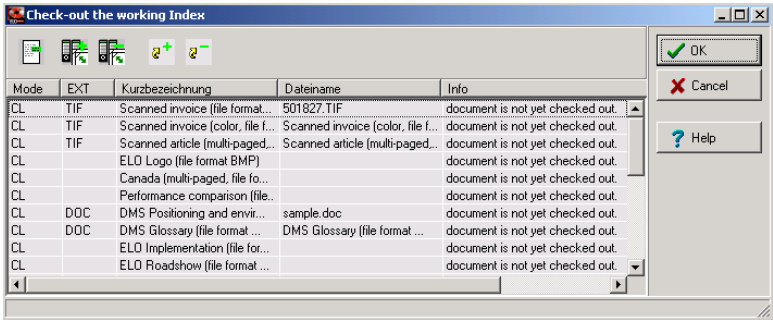 Check-out the working Index
OK
Cancel
Help
Mode EXT Kurzbezeichnung Dateiname Info
CL TIF Scanned invoice (file format... 501827.TIF document is not yet checked out.
CL TIF Scanned invoice (color, file f... Scanned invoice (color, file f... document is not yet checked out.
CL TIF Scanned article (multi-paged,.. Scanned article (multi-paged,.. document is not yet checked out.
CL ELO Logo (file format BMP) document is not yet checked out.
CL Canada (multi-paged, file fo... document is not yet checked out.
CL Performance comparison (file.. document is not yet checked out.
CL DOC DMS Positioning and envir... sample.doc document is not yet checked out.
CL DOC DMS Glossary (file format ... DMS Glossary (file format ... document is not yet checked out.
CL ELO Implementation (file for... document is not yet checked out.
CL ELO Roadshow (file format ... document is not yet checked out.